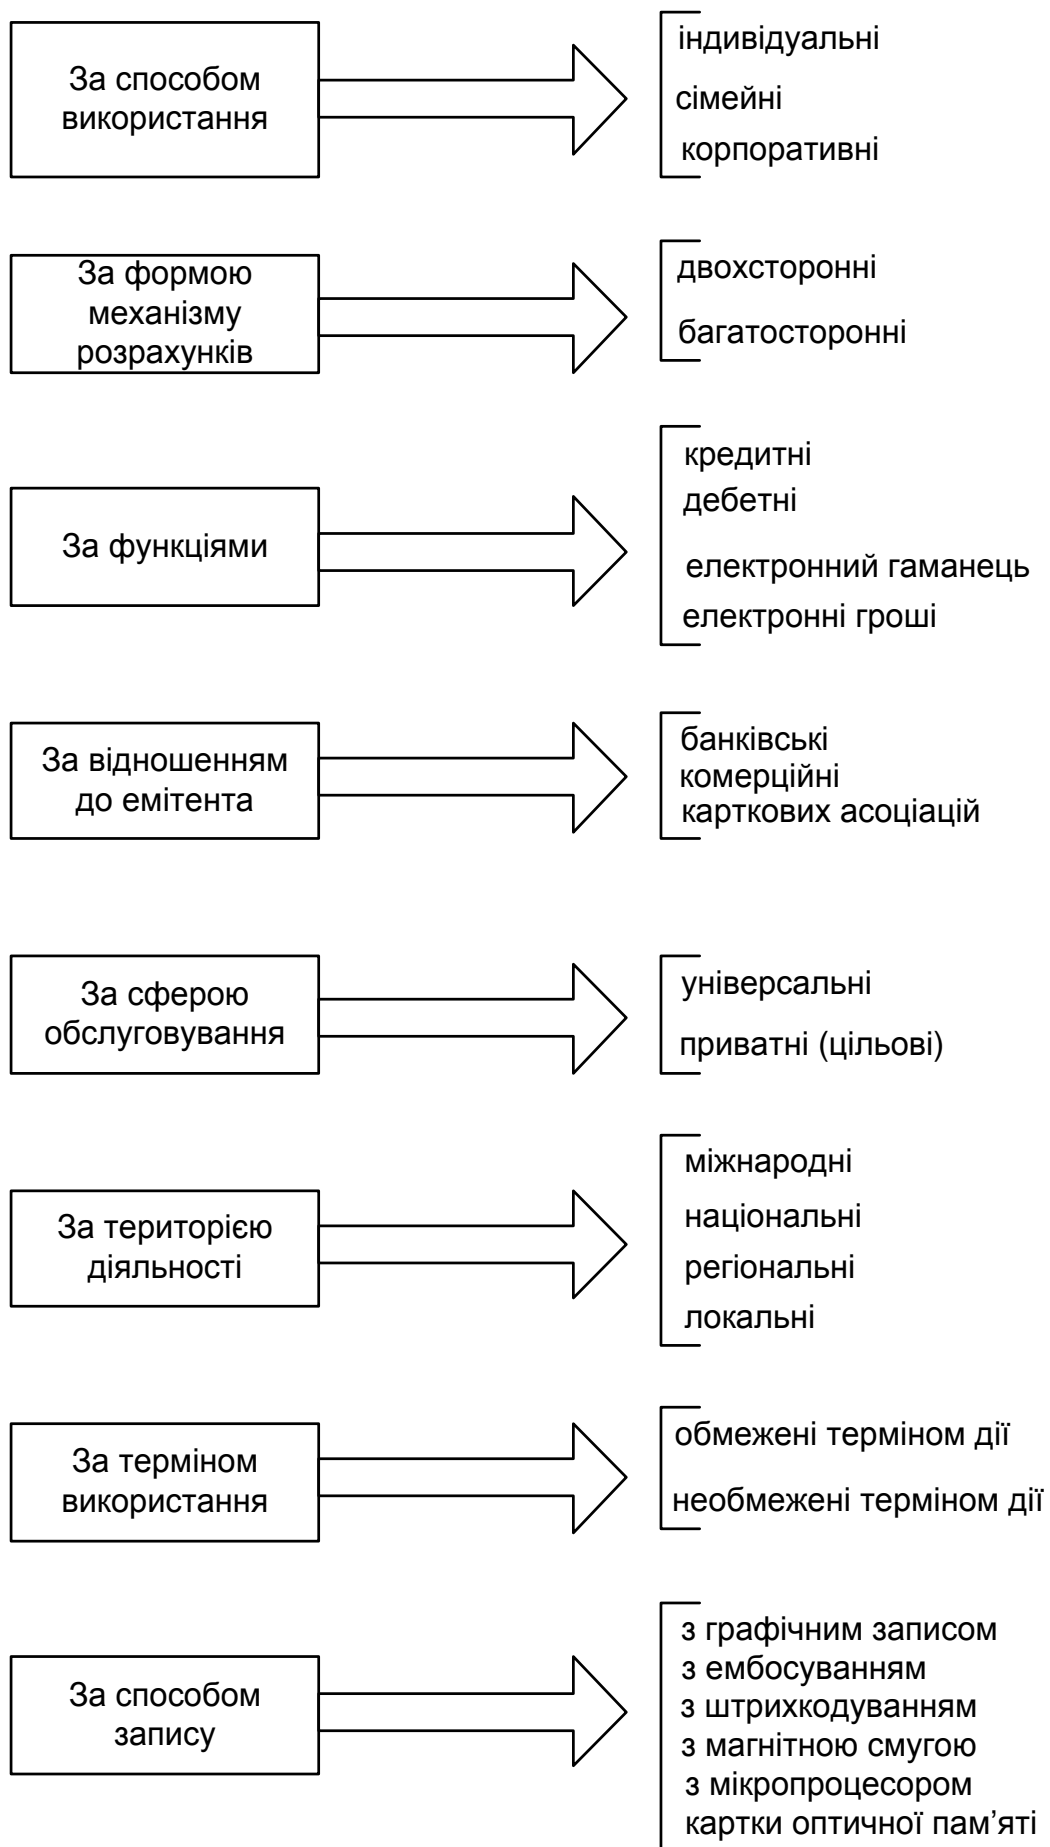 За способом
використання
індивідуальні
сімейні
корпоративні
За формою
механізму
розрахунків
двохсторонні
багатосторонні
За функціями
кредитні
дебетні
електронний гаманець
електронні гроші
За відношенням
до емітента
банківські
комерційні
карткових асоціацій
За сферою
обслуговування
універсальні
приватні (цільові)
За територією
діяльності
міжнародні
національні
регіональні
локальні
За терміном
використання
обмежені терміном дії
необмежені терміном дії
За способом
запису
з графічним записом
з ембосуванням
з штрихкодуванням
з магнітною смугою
з мікропроцесором
картки оптичної пам’яті